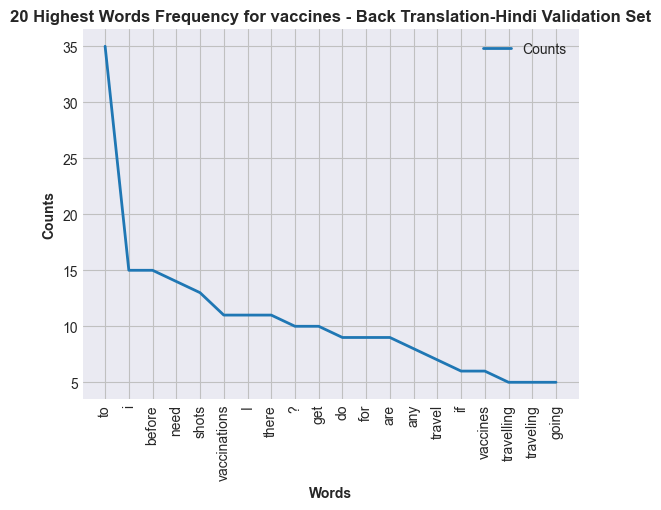 20 Highest Words Frequency for vaccines - Back Translation-Hindi Validation Set
Counts
35
30
25
20
15
10
5
Counts
to
i
before
need
shots
vaccinations
I
there
?
get
do
for
are
any
travel
if
vaccines
travelling
traveling
going
Words